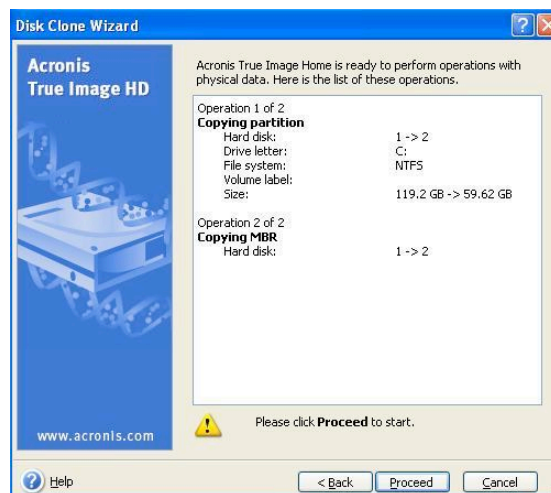 Disk Clone Wizard
Acronis
True Image HD
Acronis True Image Home is ready to perform operations with
physical data. Here is the list of these operations.
Operation 1 of 2
Copying partition
Hard disk: 1 -> 2
Drive letter: C:
File system: NTFS
Volume label:
Size: 119.2 GB -> 59.62 GB
Operation 2 of 2
Copying MBR
Hard disk: 1 -> 2
Please click Proceed to start.
www.acronis.com
Help < Back Proceed Cancel